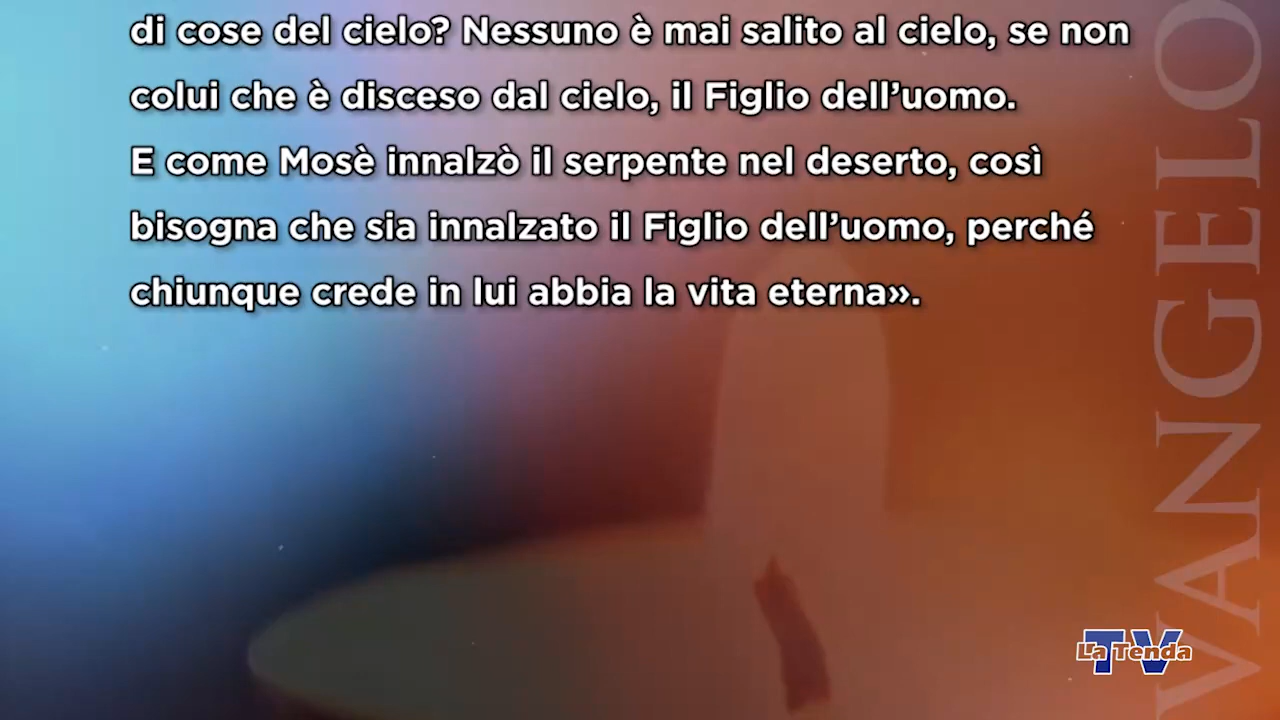 di cose del cielo? Nessuno è mai salito al cielo, se non
colui che è disceso dal cielo, il Figlio dell’uomo.
E come Mosè innalzò il serpente nel deserto, così
bisogna che sia innalzato il Figlio dell’uomo, perché
chiunque crede in lui abbia la vita eterna».
VANGELO
TV
La Tenda